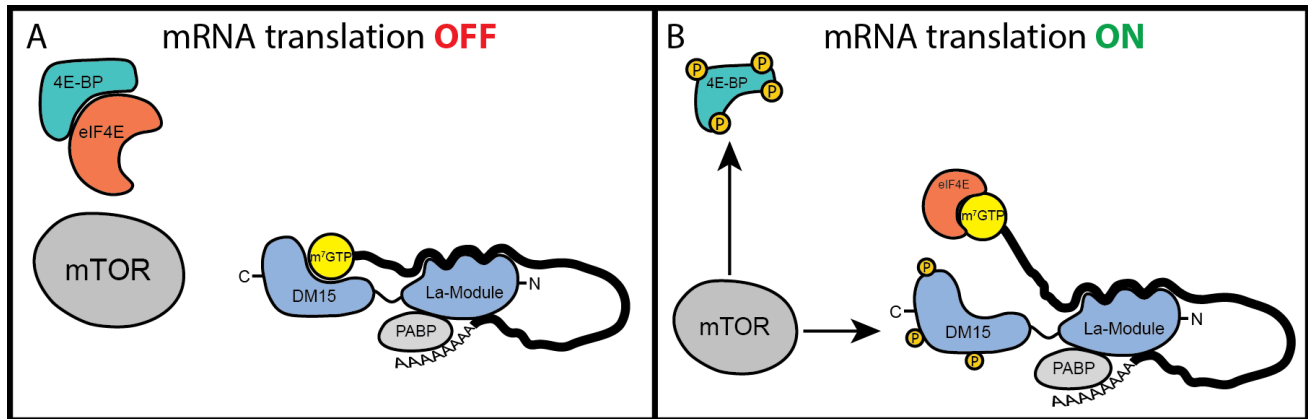 A
mRNA translation OFF
4E-BP
eIF4E
mTOR
m⁷GTP
C
DM15
La-Module
N
PABP
AAAAAAAA
B
mRNA translation ON
P
P
4E-BP
P
P
eIF4E
m⁷GTP
P
C
mTOR
DM15
La-Module
N
P
P
PABP
AAAAAAAA